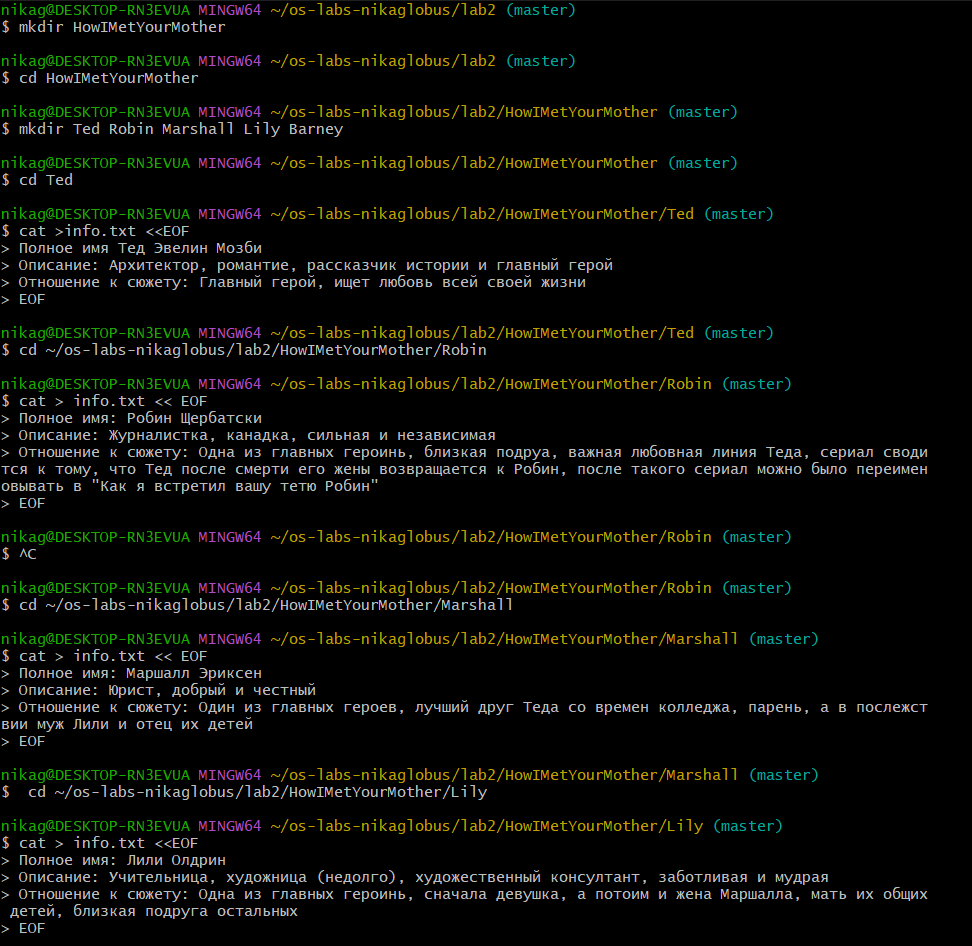 nikag@DESKTOP-RN3EVUA MINGW64 ~/os-labs-nikaglobus/lab2 (master)
$ mkdir HowIMetYourMother
nikag@DESKTOP-RN3EVUA MINGW64 ~/os-labs-nikaglobus/lab2 (master)
$ cd HowIMetYourMother
nikag@DESKTOP-RN3EVUA MINGW64 ~/os-labs-nikaglobus/lab2/HowIMetYourMother (master)
$ mkdir Ted Robin Marshall Lily Barney
nikag@DESKTOP-RN3EVUA MINGW64 ~/os-labs-nikaglobus/lab2/HowIMetYourMother (master)
$ cd Ted
nikag@DESKTOP-RN3EVUA MINGW64 ~/os-labs-nikaglobus/lab2/HowIMetYourMother/Ted (master)
$ cat >info.txt <<EOF
> Полное имя Тед Эвелин Мозби
> Описание: Архитектор, романтие, рассказчик истории и главный герой
> Отношение к сюжету: Главный герой, ищет любовь всей своей жизни
> EOF
nikag@DESKTOP-RN3EVUA MINGW64 ~/os-labs-nikaglobus/lab2/HowIMetYourMother/Ted (master)
$ cd ~/os-labs-nikaglobus/lab2/HowIMetYourMother/Robin
nikag@DESKTOP-RN3EVUA MINGW64 ~/os-labs-nikaglobus/lab2/HowIMetYourMother/Robin (master)
$ cat > info.txt << EOF
> Полное имя: Робин Щербатски
> Описание: Журналистка, канадка, сильная и независимая
> Отношение к сюжету: Одна из главных героинь, близкая подруа, важная любовная линия Теда, сериал своди
тся к тому, что Тед после смерти его жены возвращается к Робин, после такого сериал можно было переимен
овывать в "Как я встретил вашу тетю Робин"
> EOF
nikag@DESKTOP-RN3EVUA MINGW64 ~/os-labs-nikaglobus/lab2/HowIMetYourMother/Robin (master)
$ ^C
nikag@DESKTOP-RN3EVUA MINGW64 ~/os-labs-nikaglobus/lab2/HowIMetYourMother/Robin (master)
$ cd ~/os-labs-nikaglobus/lab2/HowIMetYourMother/Marshall
nikag@DESKTOP-RN3EVUA MINGW64 ~/os-labs-nikaglobus/lab2/HowIMetYourMother/Marshall (master)
$ cat > info.txt << EOF
> Полное имя: Маршалл Эриксен
> Описание: Юрист, добрый и честный
> Отношение к сюжету: Один из главных героев, лучший друг Теда со времен колледжа, парень, а в послежст
вии муж Лили и отец их детей
> EOF
nikag@DESKTOP-RN3EVUA MINGW64 ~/os-labs-nikaglobus/lab2/HowIMetYourMother/Marshall (master)
$  cd ~/os-labs-nikaglobus/lab2/HowIMetYourMother/Lily
nikag@DESKTOP-RN3EVUA MINGW64 ~/os-labs-nikaglobus/lab2/HowIMetYourMother/Lily (master)
$ cat > info.txt <<EOF
> Полное имя: Лили Олдрин
> Описание: Учительница, художница (недолго), художественный консултант, заботливая и мудрая
> Отношение к сюжету: Одна из главных героинь, сначала девушка, а потоим и жена Маршалла, мать их общих
 детей, близкая подруга остальных
> EOF